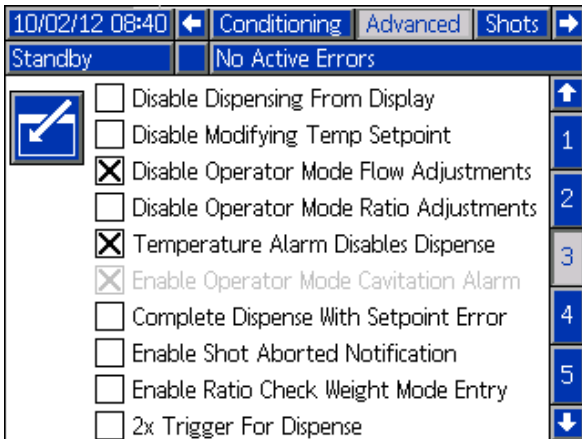 10/02/12 08:40 Conditioning Advanced Shots
Standby No Active Errors
Disable Dispensing From Display
Disable Modifying Temp Setpoint
1
Disable Operator Mode Flow Adjustments
Disable Operator Mode Ratio Adjustments
2
Temperature Alarm Disables Dispense
3
Enable Operator Mode Cavitation Alarm
Complete Dispense With Setpoint Error
4
Enable Shot Aborted Notification
Enable Ratio Check Weight Mode Entry
5
2x Trigger For Dispense